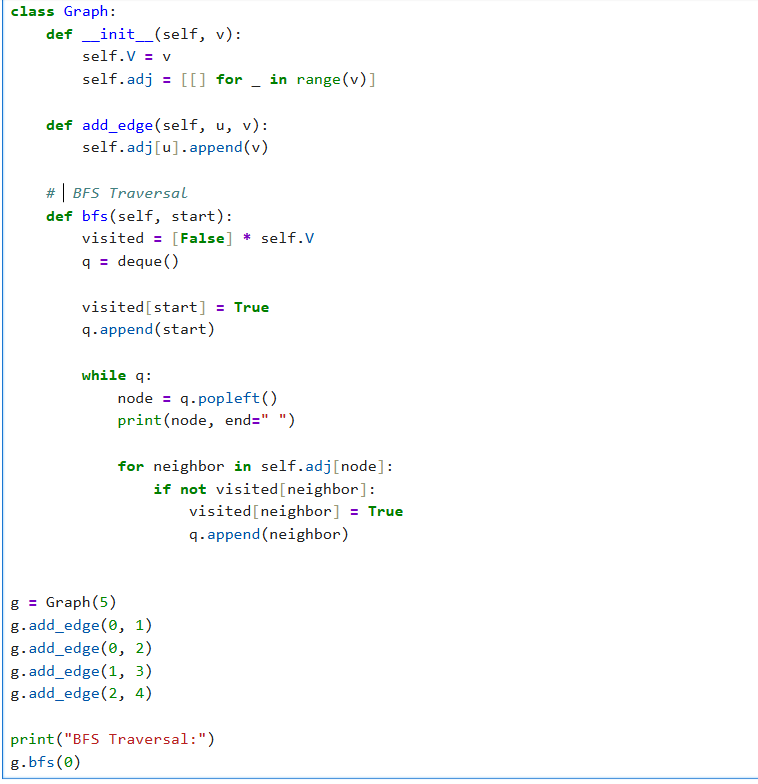 class Graph:
    def __init__(self, v):
        self.V = v
        self.adj = [[] for _ in range(v)]

    def add_edge(self, u, v):
        self.adj[u].append(v)

    # BFS Traversal
    def bfs(self, start):
        visited = [False] * self.V
        q = deque()

        visited[start] = True
        q.append(start)

        while q:
            node = q.popleft()
            print(node, end=" ")

            for neighbor in self.adj[node]:
                if not visited[neighbor]:
                    visited[neighbor] = True
                    q.append(neighbor)


g = Graph(5)
g.add_edge(0, 1)
g.add_edge(0, 2)
g.add_edge(1, 3)
g.add_edge(2, 4)

print("BFS Traversal:")
g.bfs(0)